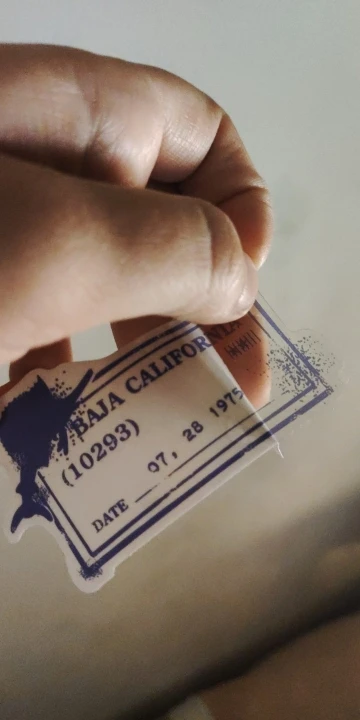 BAJA CALIFORNIA
(10293)
DATE 07, 28 1975